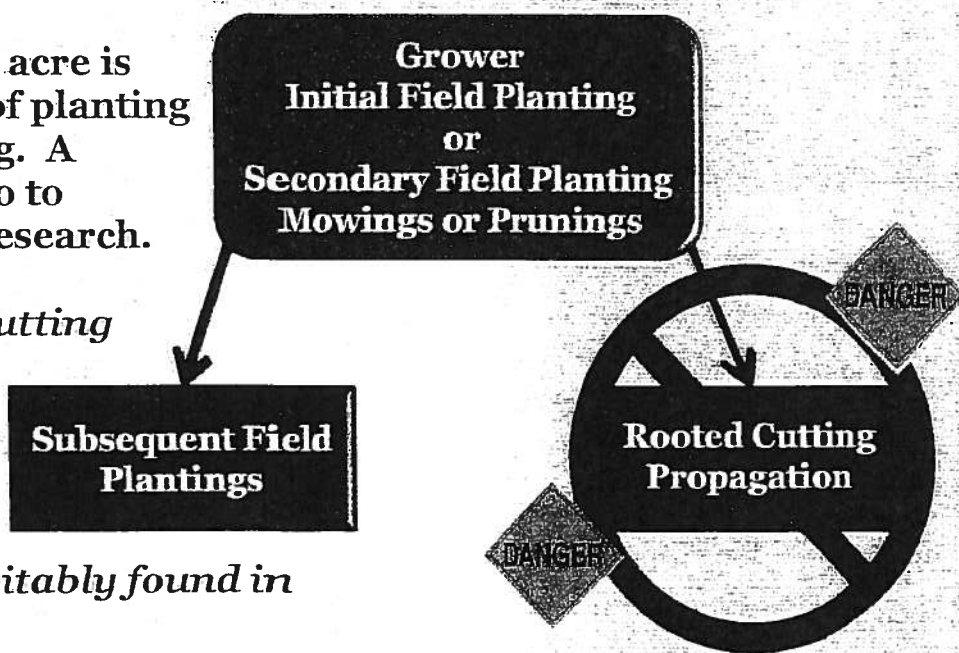 acre is
of planting
g. A
o to
esearch.
utting
itably found in
Grower
Initial Field Planting
or
Secondary Field Planting
Mowings or Prunings
Subsequent Field
Plantings
Rooted Cutting
Propagation
DANGER
DANGER